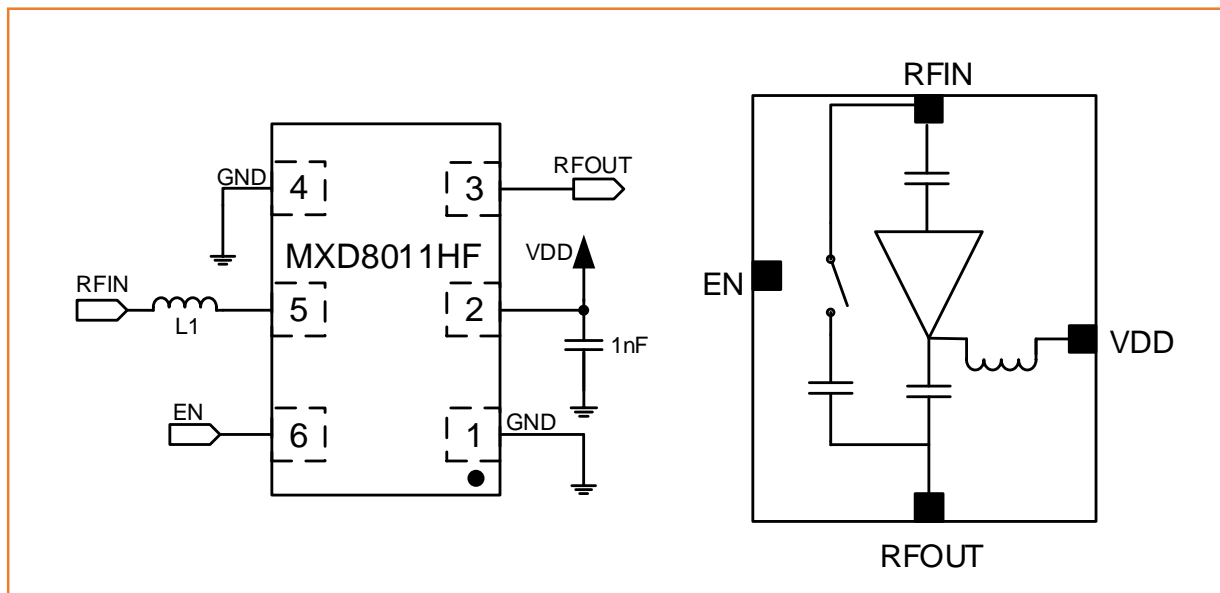 GND
4
3
RFOUT
MXD8011HF
VDD
RFIN
L1
5
2
1nF
EN
6
1
GND
RFIN
EN
VDD
RFOUT